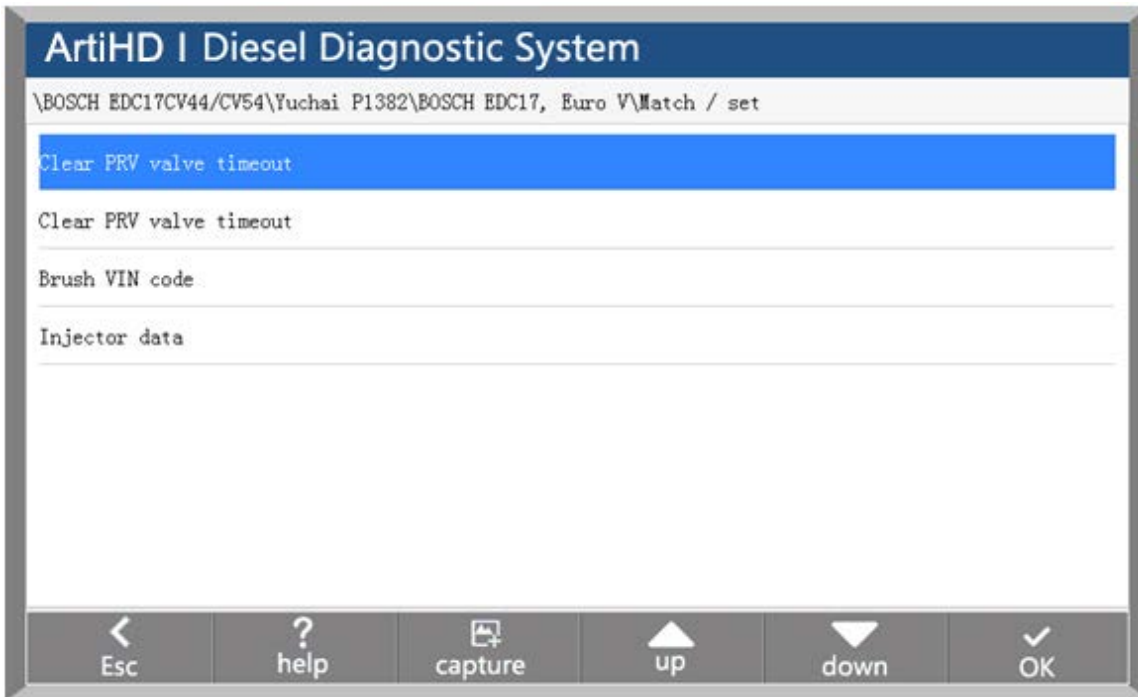 ArtiHD | Diesel Diagnostic System
\BOSCH EDC17CV44/CV54\Yuchai P1382\BOSCH EDC17, Euro V\Match / set
Clear PRV valve timeout
Clear PRV valve timeout
Brush VIN code
Injector data
Esc
help
capture
up
down
OK